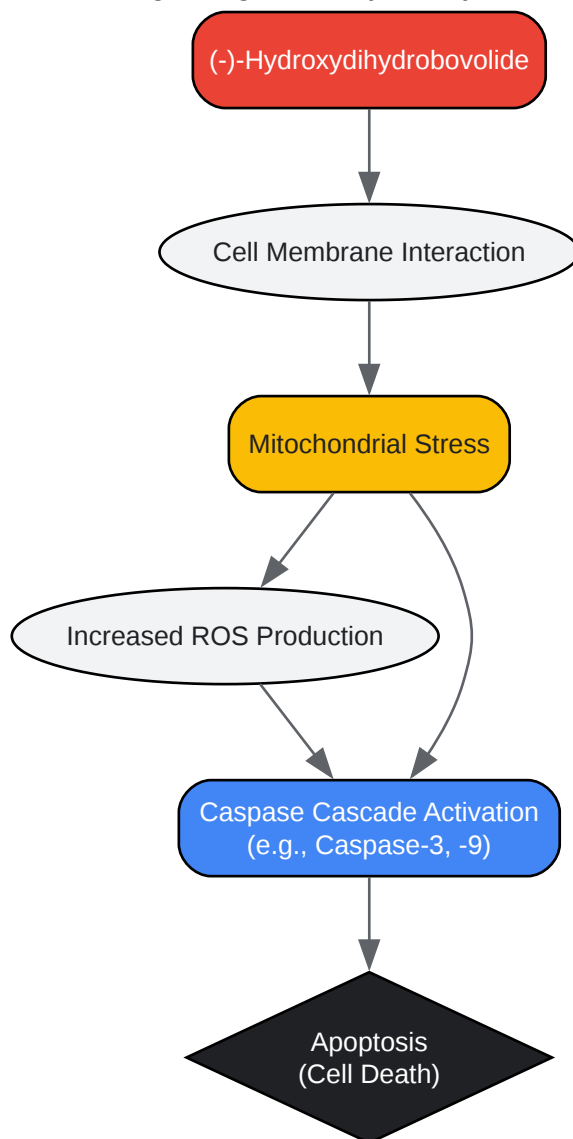 (-)-Hydroxydihydrobovolide
Cell Membrane Interaction
Mitochondrial Stress
Increased ROS Production
Caspase Cascade Activation
(e.g., Caspase-3, -9)
Apoptosis
(Cell Death)